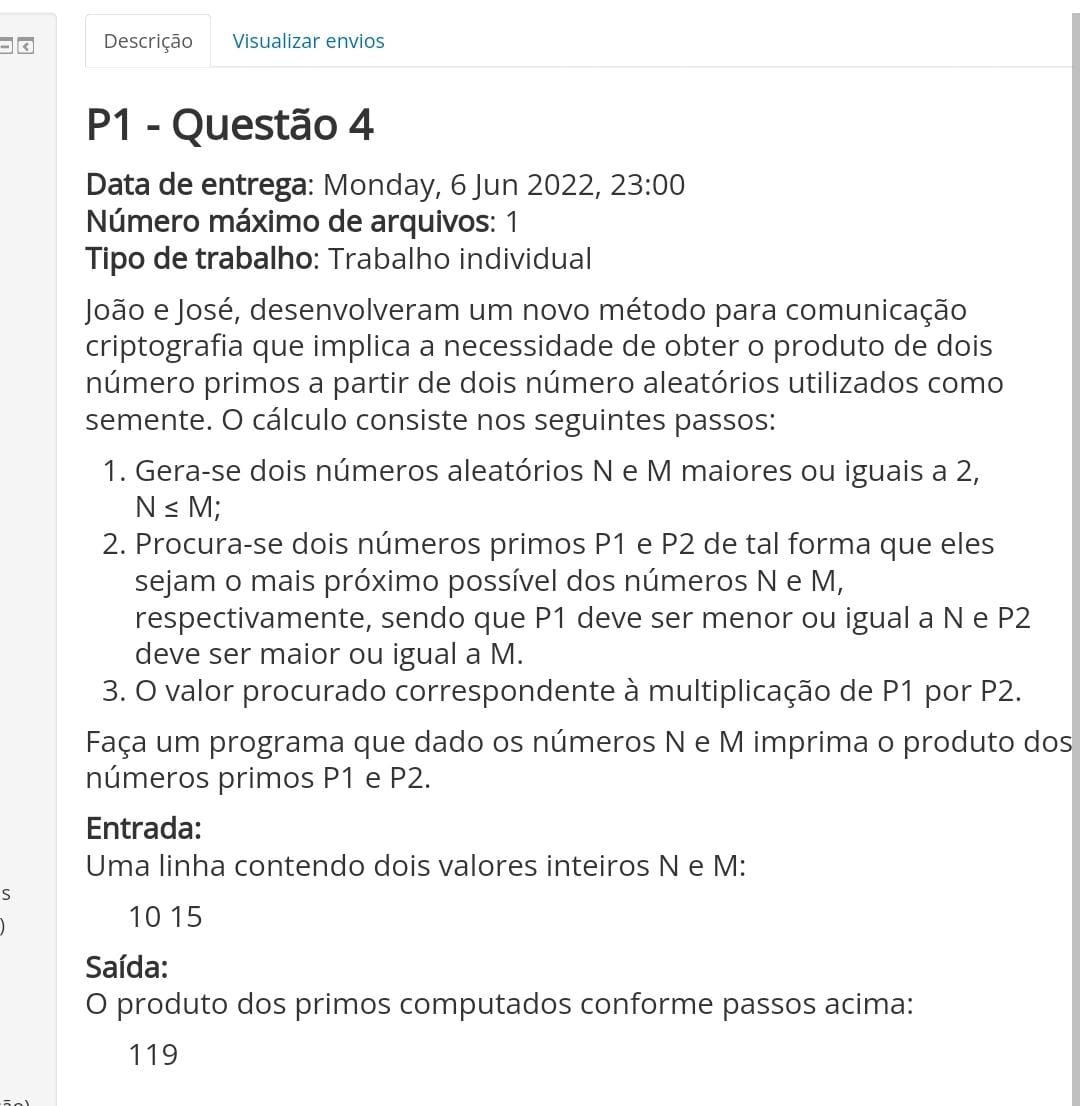 Descrição Visualizar envios
P1 - Questão 4
Data de entrega: Monday, 6 Jun 2022, 23:00
Número máximo de arquivos: 1
Tipo de trabalho: Trabalho individual
João e José, desenvolveram um novo método para comunicação
criptografia que implica a necessidade de obter o produto de dois
número primos a partir de dois número aleatórios utilizados como
semente. O cálculo consiste nos seguintes passos:
1. Gera-se dois números aleatórios N e M maiores ou iguais a 2,
N ≤ M;
2. Procura-se dois números primos P1 e P2 de tal forma que eles
sejam o mais próximo possível dos números N e M,
respectivamente, sendo que P1 deve ser menor ou igual a N e P2
deve ser maior ou igual a M.
3. O valor procurado correspondente à multiplicação de P1 por P2.
Faça um programa que dado os números N e M imprima o produto dos
números primos P1 e P2.
Entrada:
Uma linha contendo dois valores inteiros N e M:
s
10 15
)
Saída:
O produto dos primos computados conforme passos acima:
119